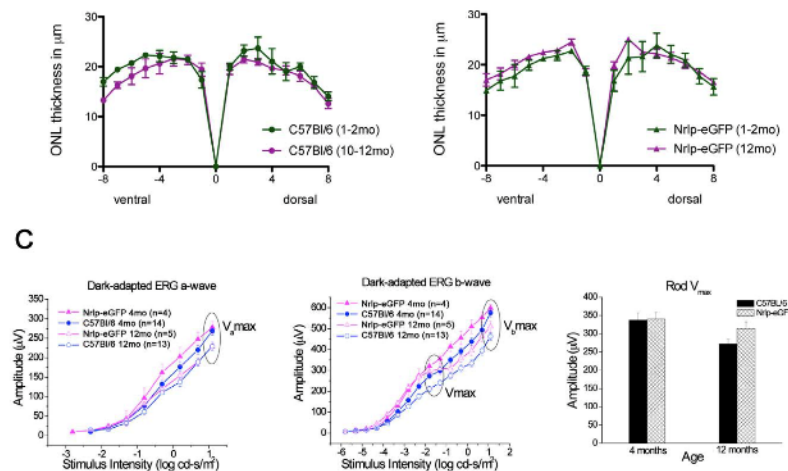 ONL thickness in μm
30
20
10
0
-8
-4
0
4
8
ventral
dorsal
C57Bl/6 (1-2mo)
C57Bl/6 (10-12mo)
ONL thickness in μm
30
20
10
0
-8
-4
0
4
8
ventral
dorsal
Nrlp-eGFP (1-2mo)
Nrlp-eGFP (12mo)
C
Dark-adapted ERG a-wave
Nrlp-eGFP 4mo (n=4)
C57Bl/6 4mo (n=14)
Nrlp-eGFP 12mo (n=5)
C57Bl/6 12mo (n=13)
Vamax
Amplitude (μV)
350
300
250
200
150
100
50
0
-3
-2
-1
0
1
2
Stimulus Intensity (log cd-s/m²)
Dark-adapted ERG b-wave
Nrlp-eGFP 4mo (n=4)
C57Bl/6 4mo (n=14)
Nrlp-eGFP 12mo (n=5)
C57Bl/6 12mo (n=13)
Vbmax
Vmax
Amplitude (μV)
600
500
400
300
200
100
0
-6
-5
-4
-3
-2
-1
0
1
2
Stimulus Intensity (log cd-s/m²)
Rod Vmax
C57BL/6
Nrlp-eGF
Amplitude (μV)
450
400
350
300
250
200
150
100
50
0
4 months
12 months
Age